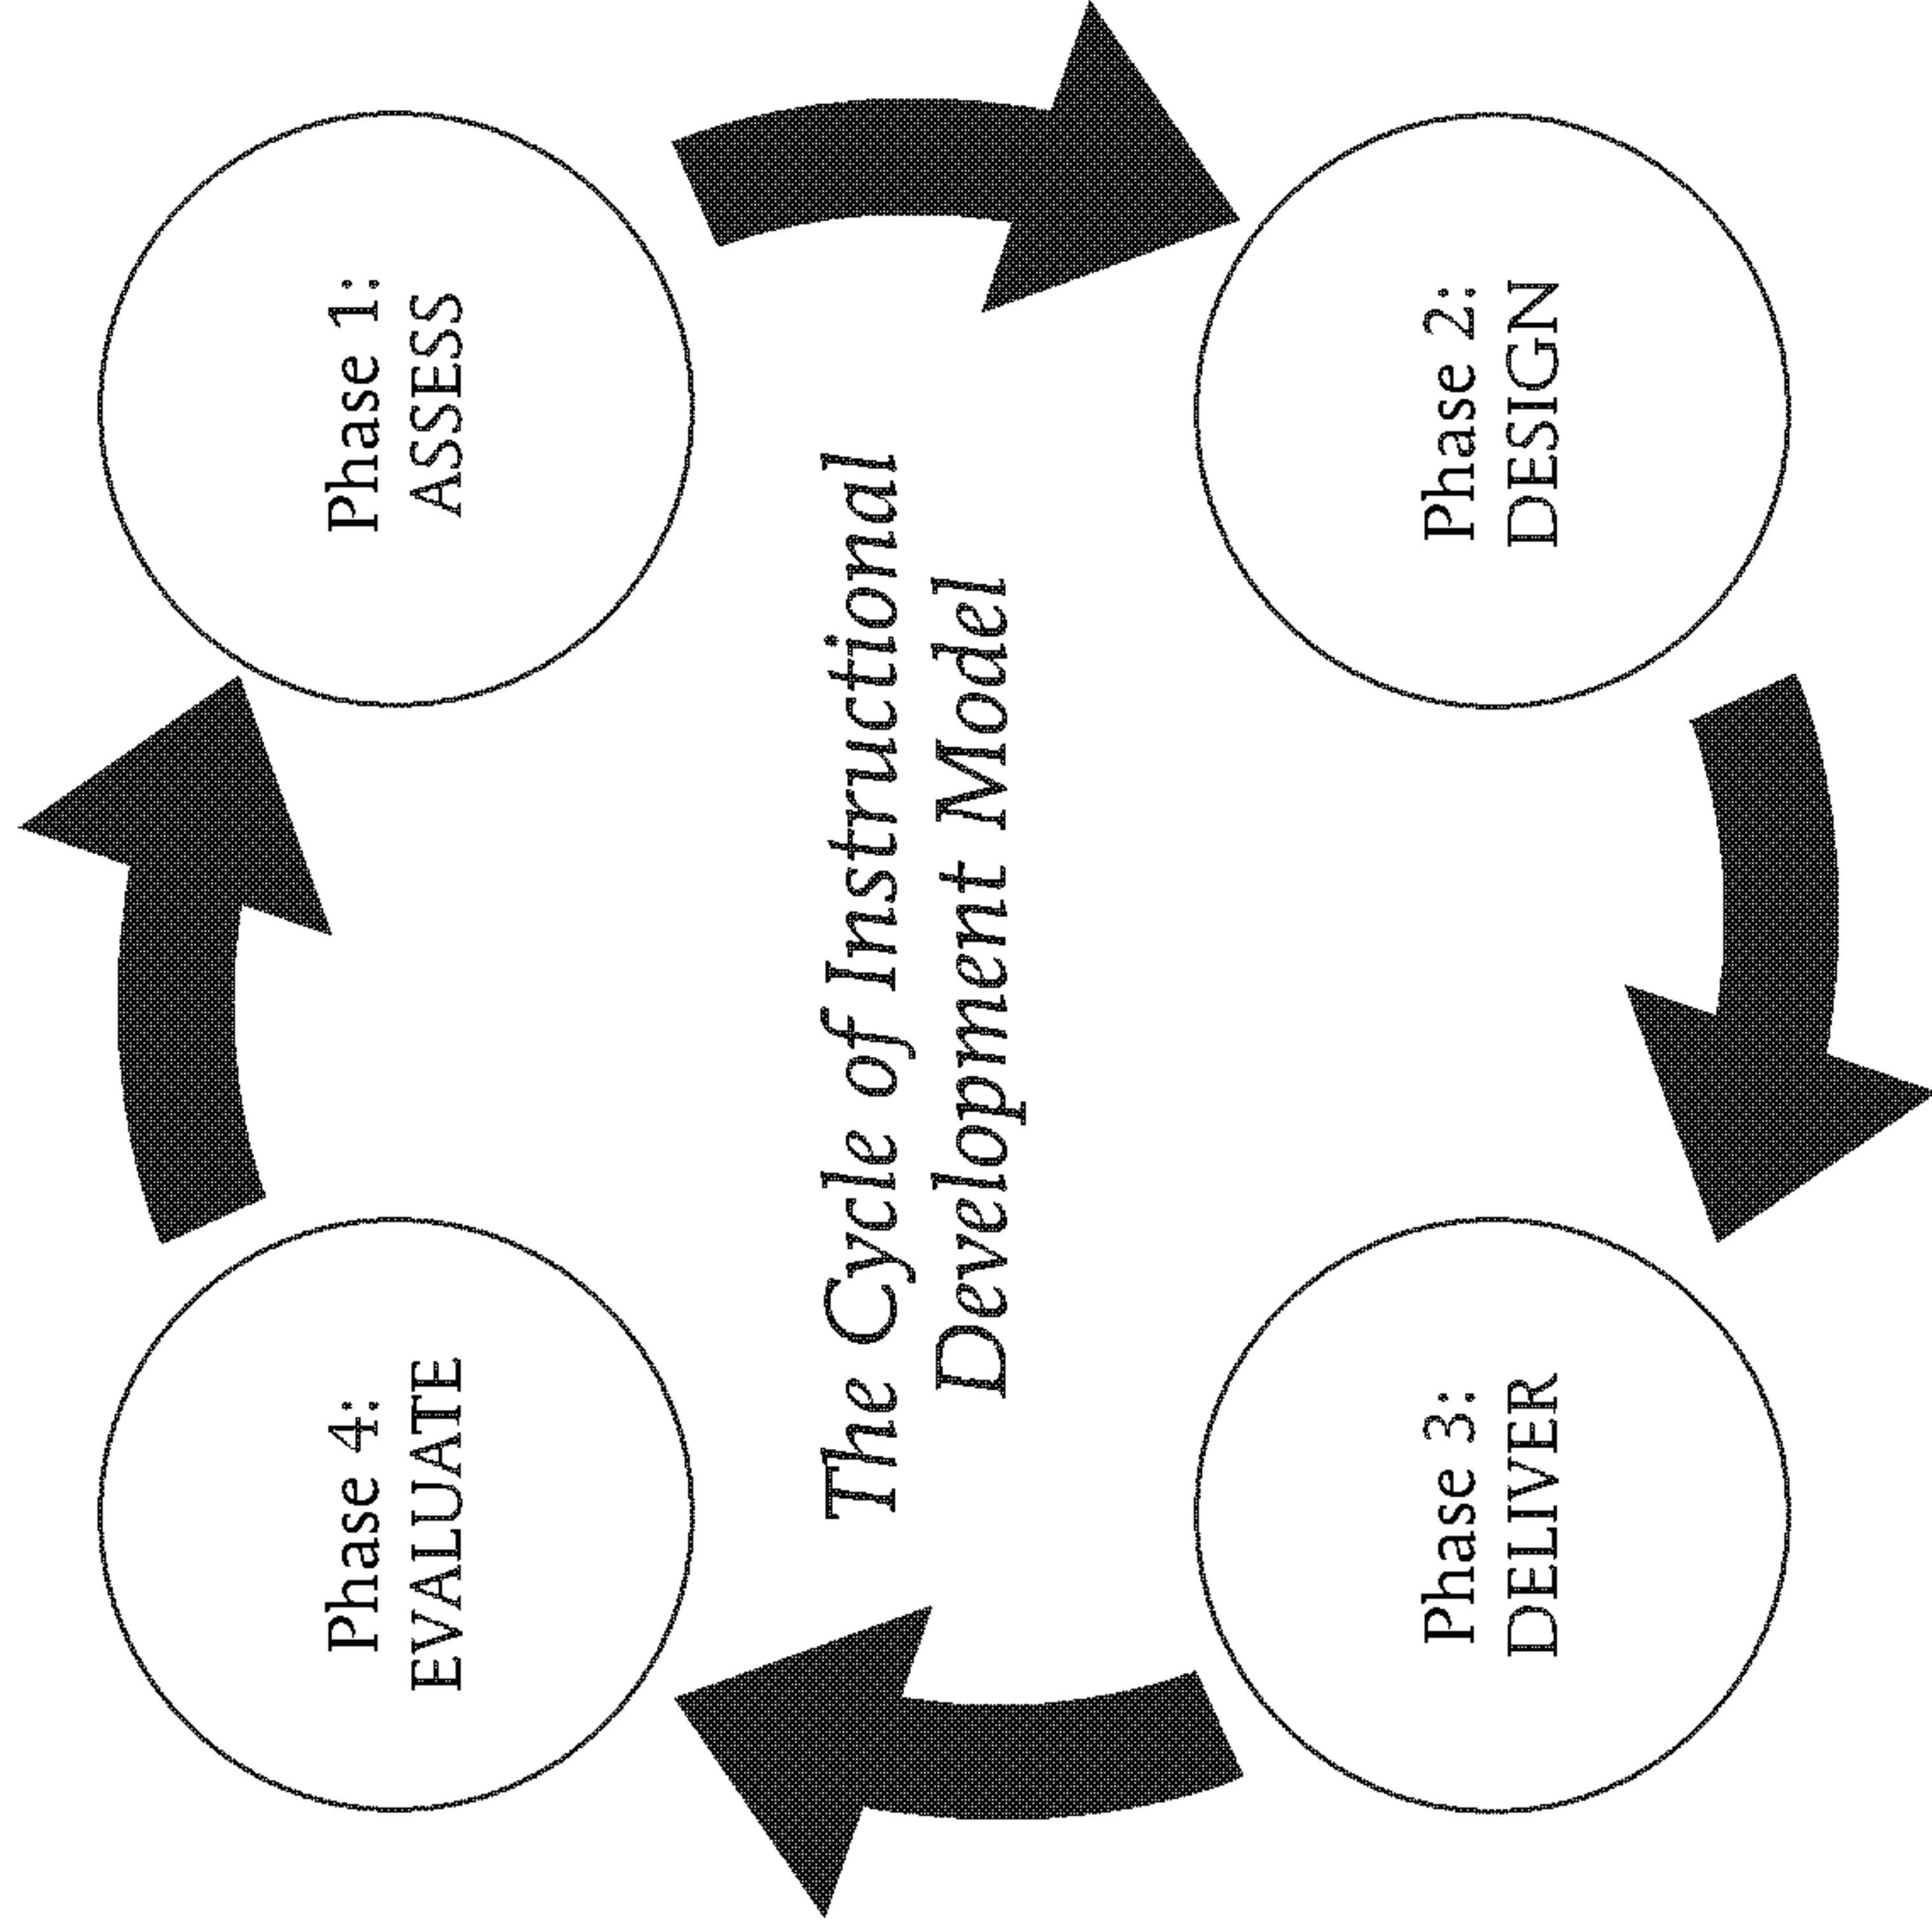 Phase 1:
ASSESS
Phase 2:
DESIGN
Phase 3:
DELIVER
Phase 4:
EVALUATE
The Cycle of Instructional
Development Model